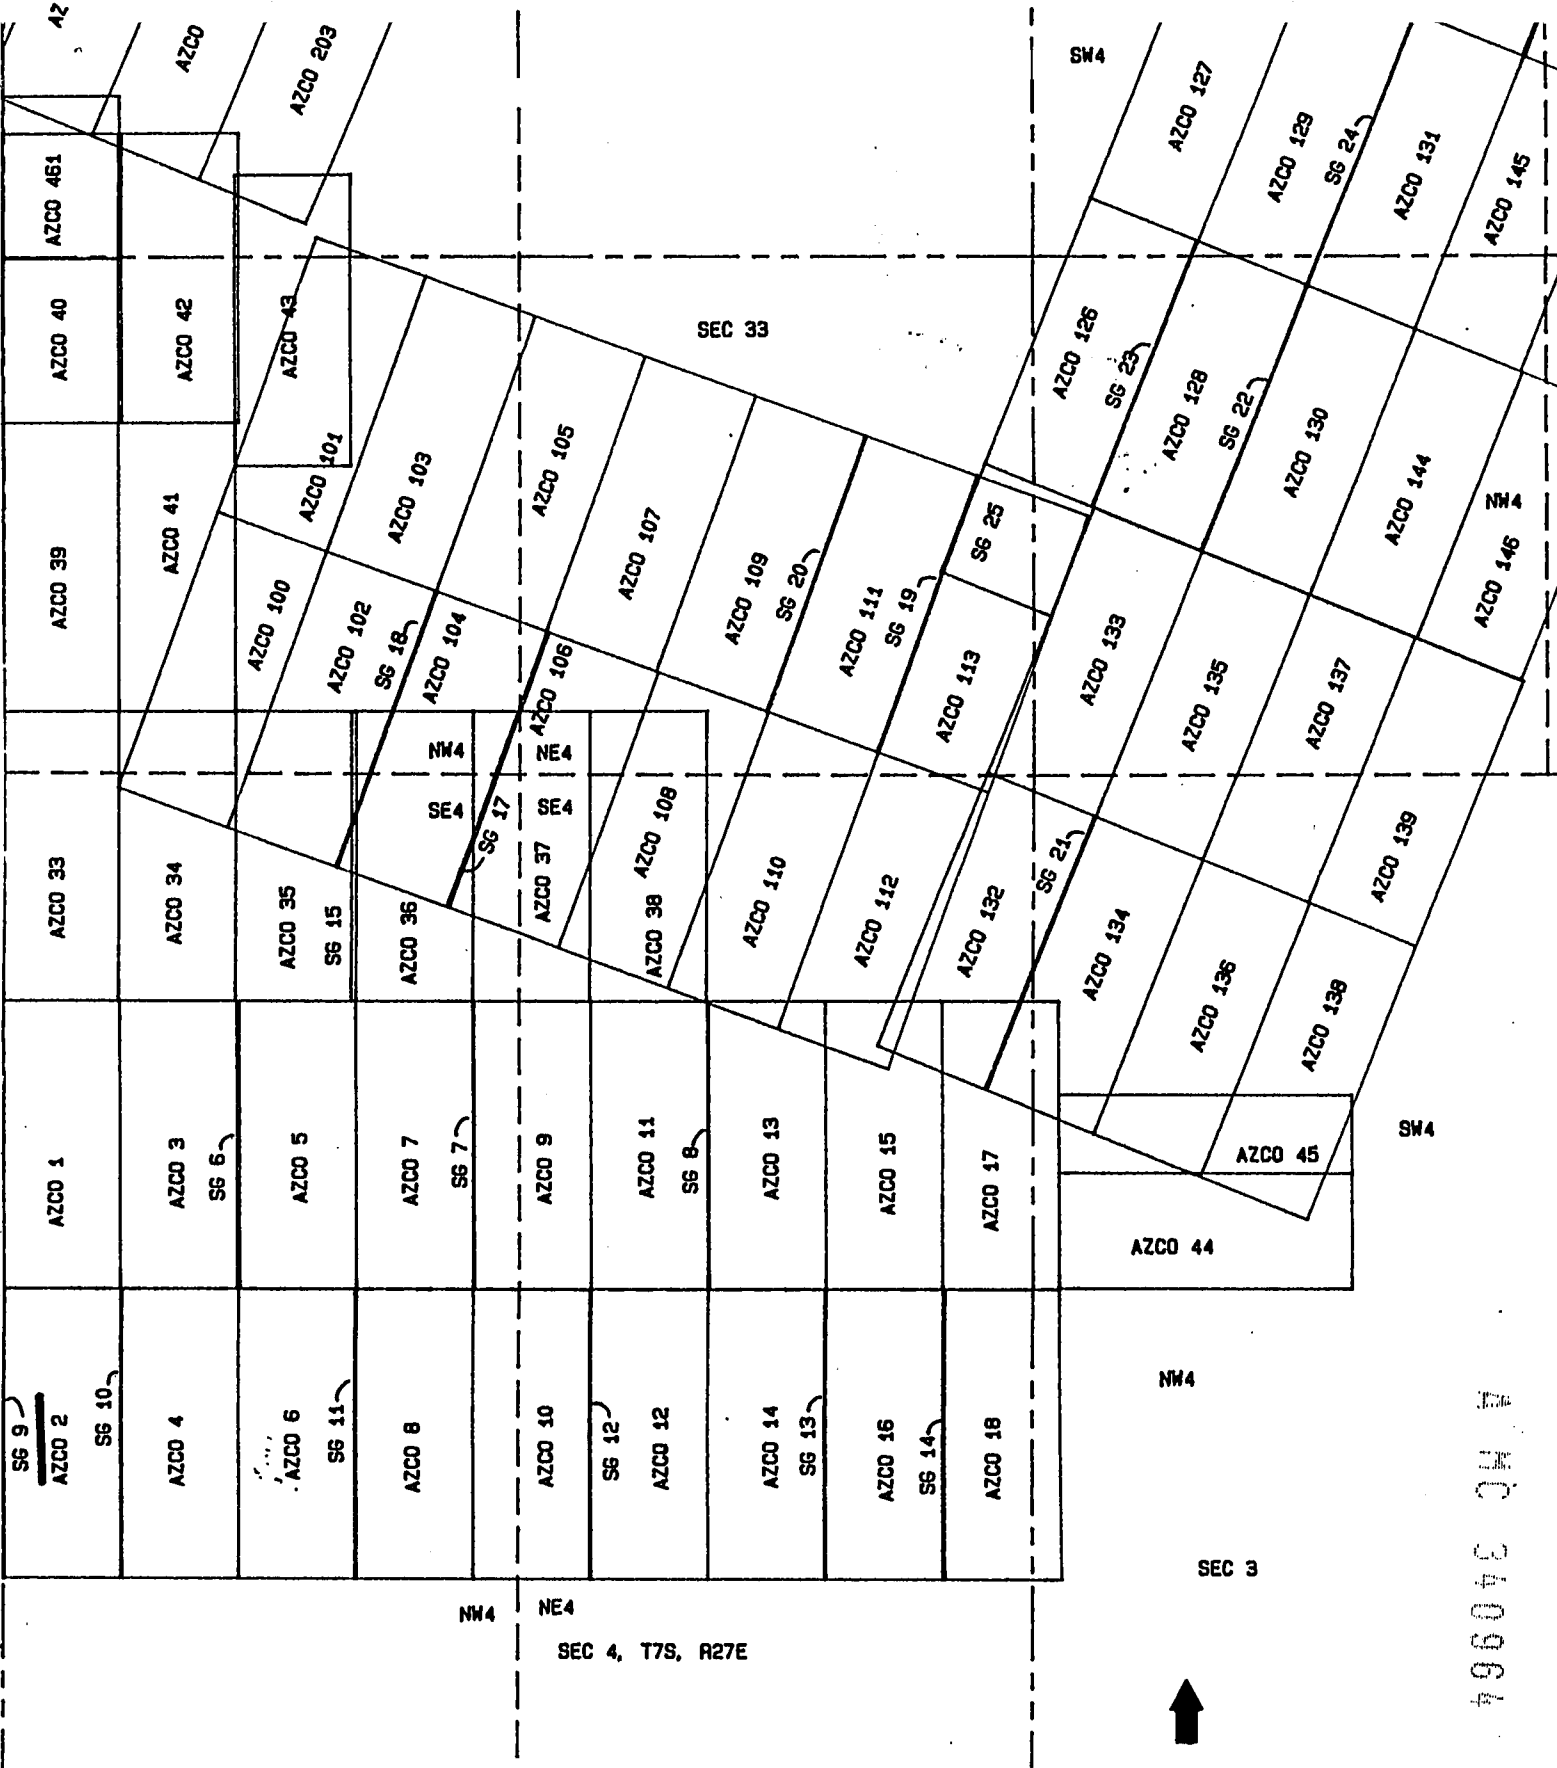 AZ
AZCO
AZCO 203
SW4
AZCO 127
AZCO 129
SG 24
AZCO 131
AZCO 145
AZCO 461
AZCO 40
AZCO 42
AZCO 43
SEC 33
AZCO 126
SG 23
AZCO 128
SG 22
AZCO 130
AZCO 144
NW4
AZCO 146
AZCO 39
AZCO 41
AZCO 101
AZCO 103
AZCO 105
AZCO 107
AZCO 109
SG 20
AZCO 111
SG 19
SG 25
AZCO 113
AZCO 100
AZCO 102
SG 18
AZCO 104
AZCO 106
AZCO 133
AZCO 135
AZCO 137
AZCO 139
NW4
NE4
SE4
SE4
SG 17
AZCO 33
AZCO 34
AZCO 35
SG 15
AZCO 36
AZCO 37
AZCO 38
AZCO 108
AZCO 110
AZCO 112
AZCO 132
SG 21
AZCO 134
AZCO 136
AZCO 138
AZCO 1
AZCO 3
SG 6
AZCO 5
AZCO 7
SG 7
AZCO 9
AZCO 11
SG 8
AZCO 13
AZCO 15
AZCO 17
AZCO 45
SW4
AZCO 44
SG 9
AZCO 2
SG 10
AZCO 4
AZCO 6
SG 11
AZCO 8
AZCO 10
SG 12
AZCO 12
AZCO 14
SG 13
AZCO 16
SG 14
AZCO 18
NW4
SEC 3
NW4
NE4
SEC 4, T7S, R27E
A MC 340964